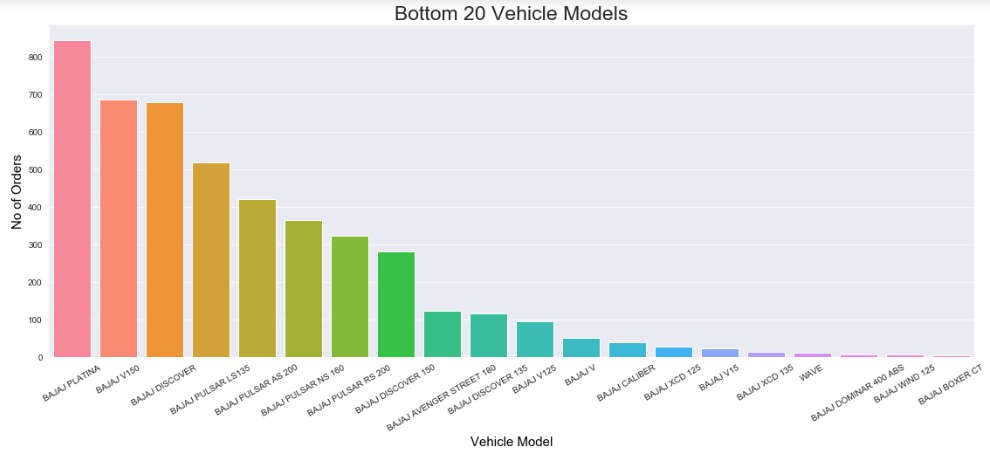 Bottom 20 Vehicle Models
800
700
600
500
400
300
200
100
0
No of Orders
BAJAJ PLATINA
BAJAJ V150
BAJAJ DISCOVER
BAJAJ PULSAR LS135
BAJAJ PULSAR AS 200
BAJAJ PULSAR NS 160
BAJAJ PULSAR RS 200
BAJAJ DISCOVER 150
BAJAJ AVENGER STREET 180
BAJAJ DISCOVER 135
BAJAJ V125
BAJAJ V
BAJAJ CALIBER
BAJAJ XCD 125
BAJAJ V15
BAJAJ XCD 135
WAVE
BAJAJ DOMINAR 400 ABS
BAJAJ WIND 125
BAJAJ BOXER CT
Vehicle Model